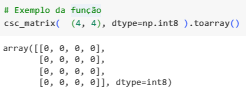 # Exemplo da função
csc_matrix(  (4, 4), dtype=np.int8 ).toarray()
array([[0, 0, 0, 0],
       [0, 0, 0, 0],
       [0, 0, 0, 0],
       [0, 0, 0, 0]], dtype=int8)